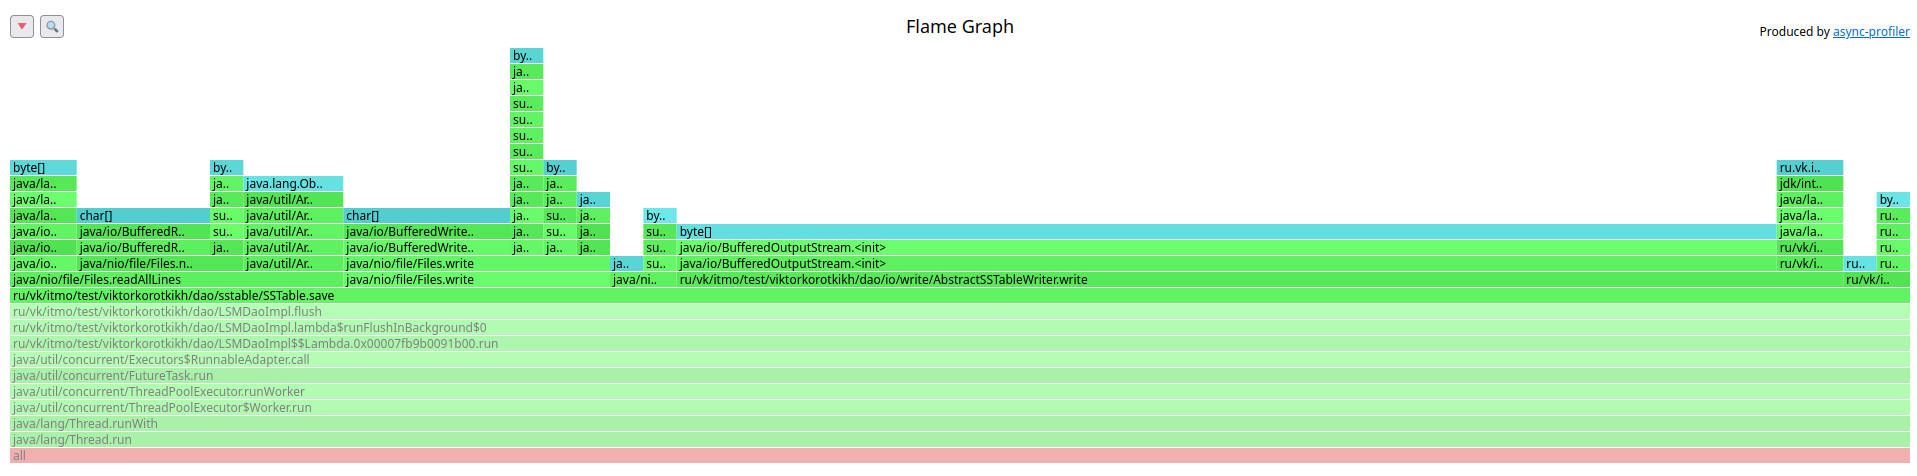 Flame Graph
Produced by async-profiler
by..
ja..
ja..
su..
su..
su..
su..
byte[] by.. su.. by.. ru.vk.i..
java/la.. ja.. java.lang.Ob.. ja.. ja.. jdk/int..
java/la.. ja.. java/util/Ar.. ja.. ja.. ja.. java/la.. by..
java/la.. char[] su.. java/util/Ar.. char[] ja.. su.. ja.. by.. java/la.. ru..
java/io.. java/io/BufferedR.. su.. java/util/Ar.. java/io/BufferedWrite.. ja.. su.. ja.. su.. byte[] java/la.. ru..
java/io.. java/io/BufferedR.. ja.. java/util/Ar.. java/io/BufferedWrite.. ja.. ja.. ja.. su.. java/io/BufferedOutputStream.<init> ru/vk/i.. ru..
java/io.. java/nio/file/Files.n.. java/util/Ar.. java/nio/file/Files.write ja.. su.. java/io/BufferedOutputStream.<init> ru/vk/i.. ru.. ru..
java/nio/file/Files.readAllLines java/nio/file/Files.write java/ni.. ru/vk/itmo/test/viktorkorotkikh/dao/io/write/AbstractSSTableWriter.write ru/vk/i..
ru/vk/itmo/test/viktorkorotkikh/dao/sstable/SSTable.save
ru/vk/itmo/test/viktorkorotkikh/dao/LSMDaoImpl.flush
ru/vk/itmo/test/viktorkorotkikh/dao/LSMDaoImpl.lambda$runFlushInBackground$0
ru/vk/itmo/test/viktorkorotkikh/dao/LSMDaoImpl$$Lambda.0x00007fb9b0091b00.run
java/util/concurrent/Executors$RunnableAdapter.call
java/util/concurrent/FutureTask.run
java/util/concurrent/ThreadPoolExecutor.runWorker
java/util/concurrent/ThreadPoolExecutor$Worker.run
java/lang/Thread.runWith
java/lang/Thread.run
all